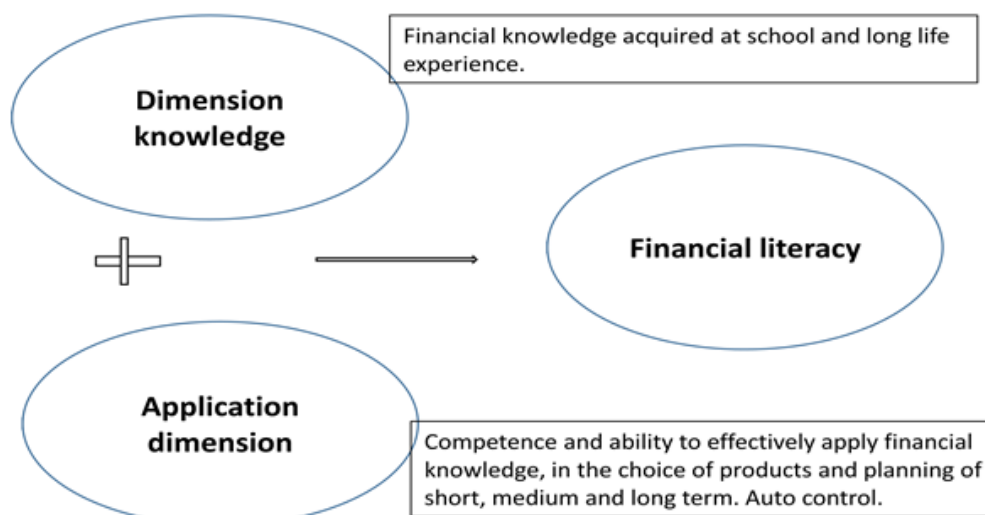 Financial knowledge acquired at school and long life
experience.
Dimension
knowledge
Financial literacy
Application
dimension
Competence and ability to effectively apply financial
knowledge, in the choice of products and planning of
short, medium and long term. Auto control.